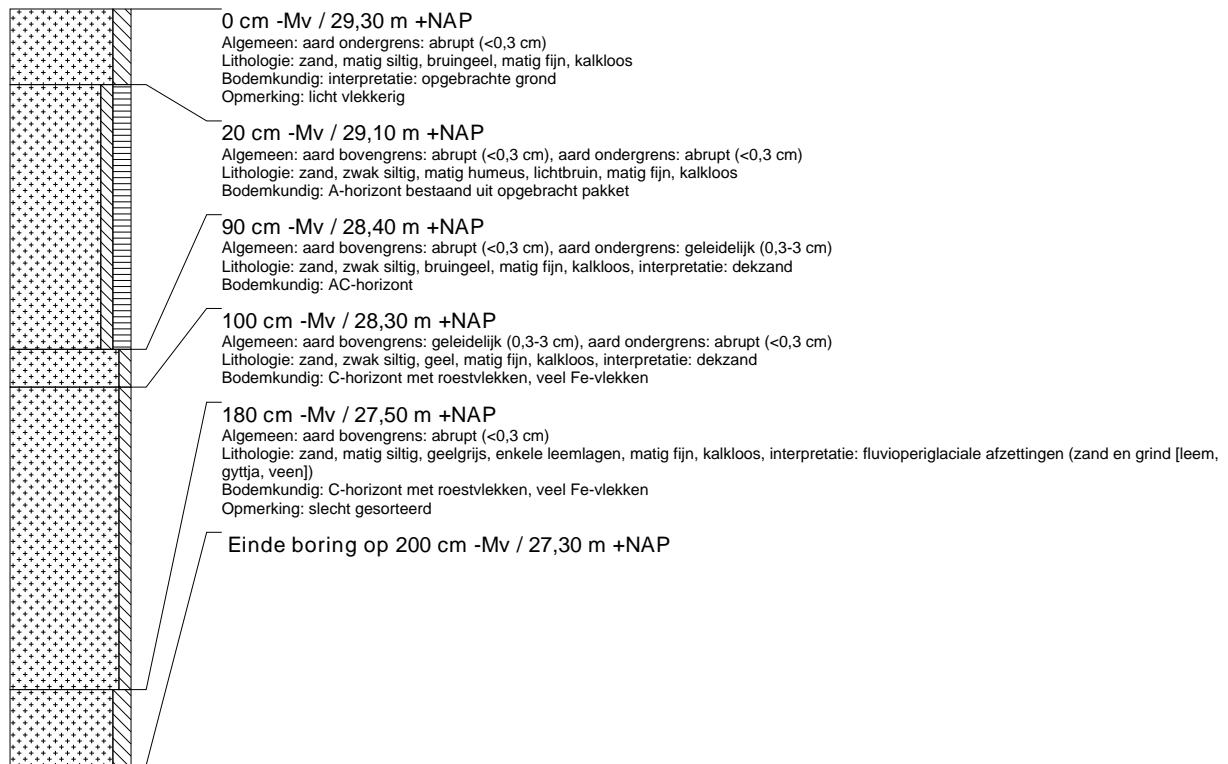 0 cm -Mv / 29,30 m +NAP
Algemeen: aard ondergrens: abrupt (<0,3 cm)
Lithologie: zand, matig siltig, bruingeel, matig fijn, kalkloos
Bodemkundig: interpretatie: opgebrachte grond
Opmerking: licht vlekkerig
20 cm -Mv / 29,10 m +NAP
Algemeen: aard bovengrens: abrupt (<0,3 cm), aard ondergrens: abrupt (<0,3 cm)
Lithologie: zand, zwak siltig, matig humeus, lichtbruin, matig fijn, kalkloos
Bodemkundig: A-horizont bestaand uit opgebracht pakket
90 cm -Mv / 28,40 m +NAP
Algemeen: aard bovengrens: abrupt (<0,3 cm), aard ondergrens: geleidelijk (0,3-3 cm)
Lithologie: zand, zwak siltig, bruingeel, matig fijn, kalkloos, interpretatie: dekzand
Bodemkundig: AC-horizont
100 cm -Mv / 28,30 m +NAP
Algemeen: aard bovengrens: geleidelijk (0,3-3 cm), aard ondergrens: abrupt (<0,3 cm)
Lithologie: zand, zwak siltig, geel, matig fijn, kalkloos, interpretatie: dekzand
Bodemkundig: C-horizont met roestvlekken, veel Fe-vlekken
180 cm -Mv / 27,50 m +NAP
Algemeen: aard bovengrens: abrupt (<0,3 cm)
Lithologie: zand, matig siltig, geelgrijs, enkele leemlagen, matig fijn, kalkloos, interpretatie: fluvioperiglaciale afzettingen (zand en grind [leem,
gyttja, veen])
Bodemkundig: C-horizont met roestvlekken, veel Fe-vlekken
Opmerking: slecht gesorteerd
Einde boring op 200 cm -Mv / 27,30 m +NAP